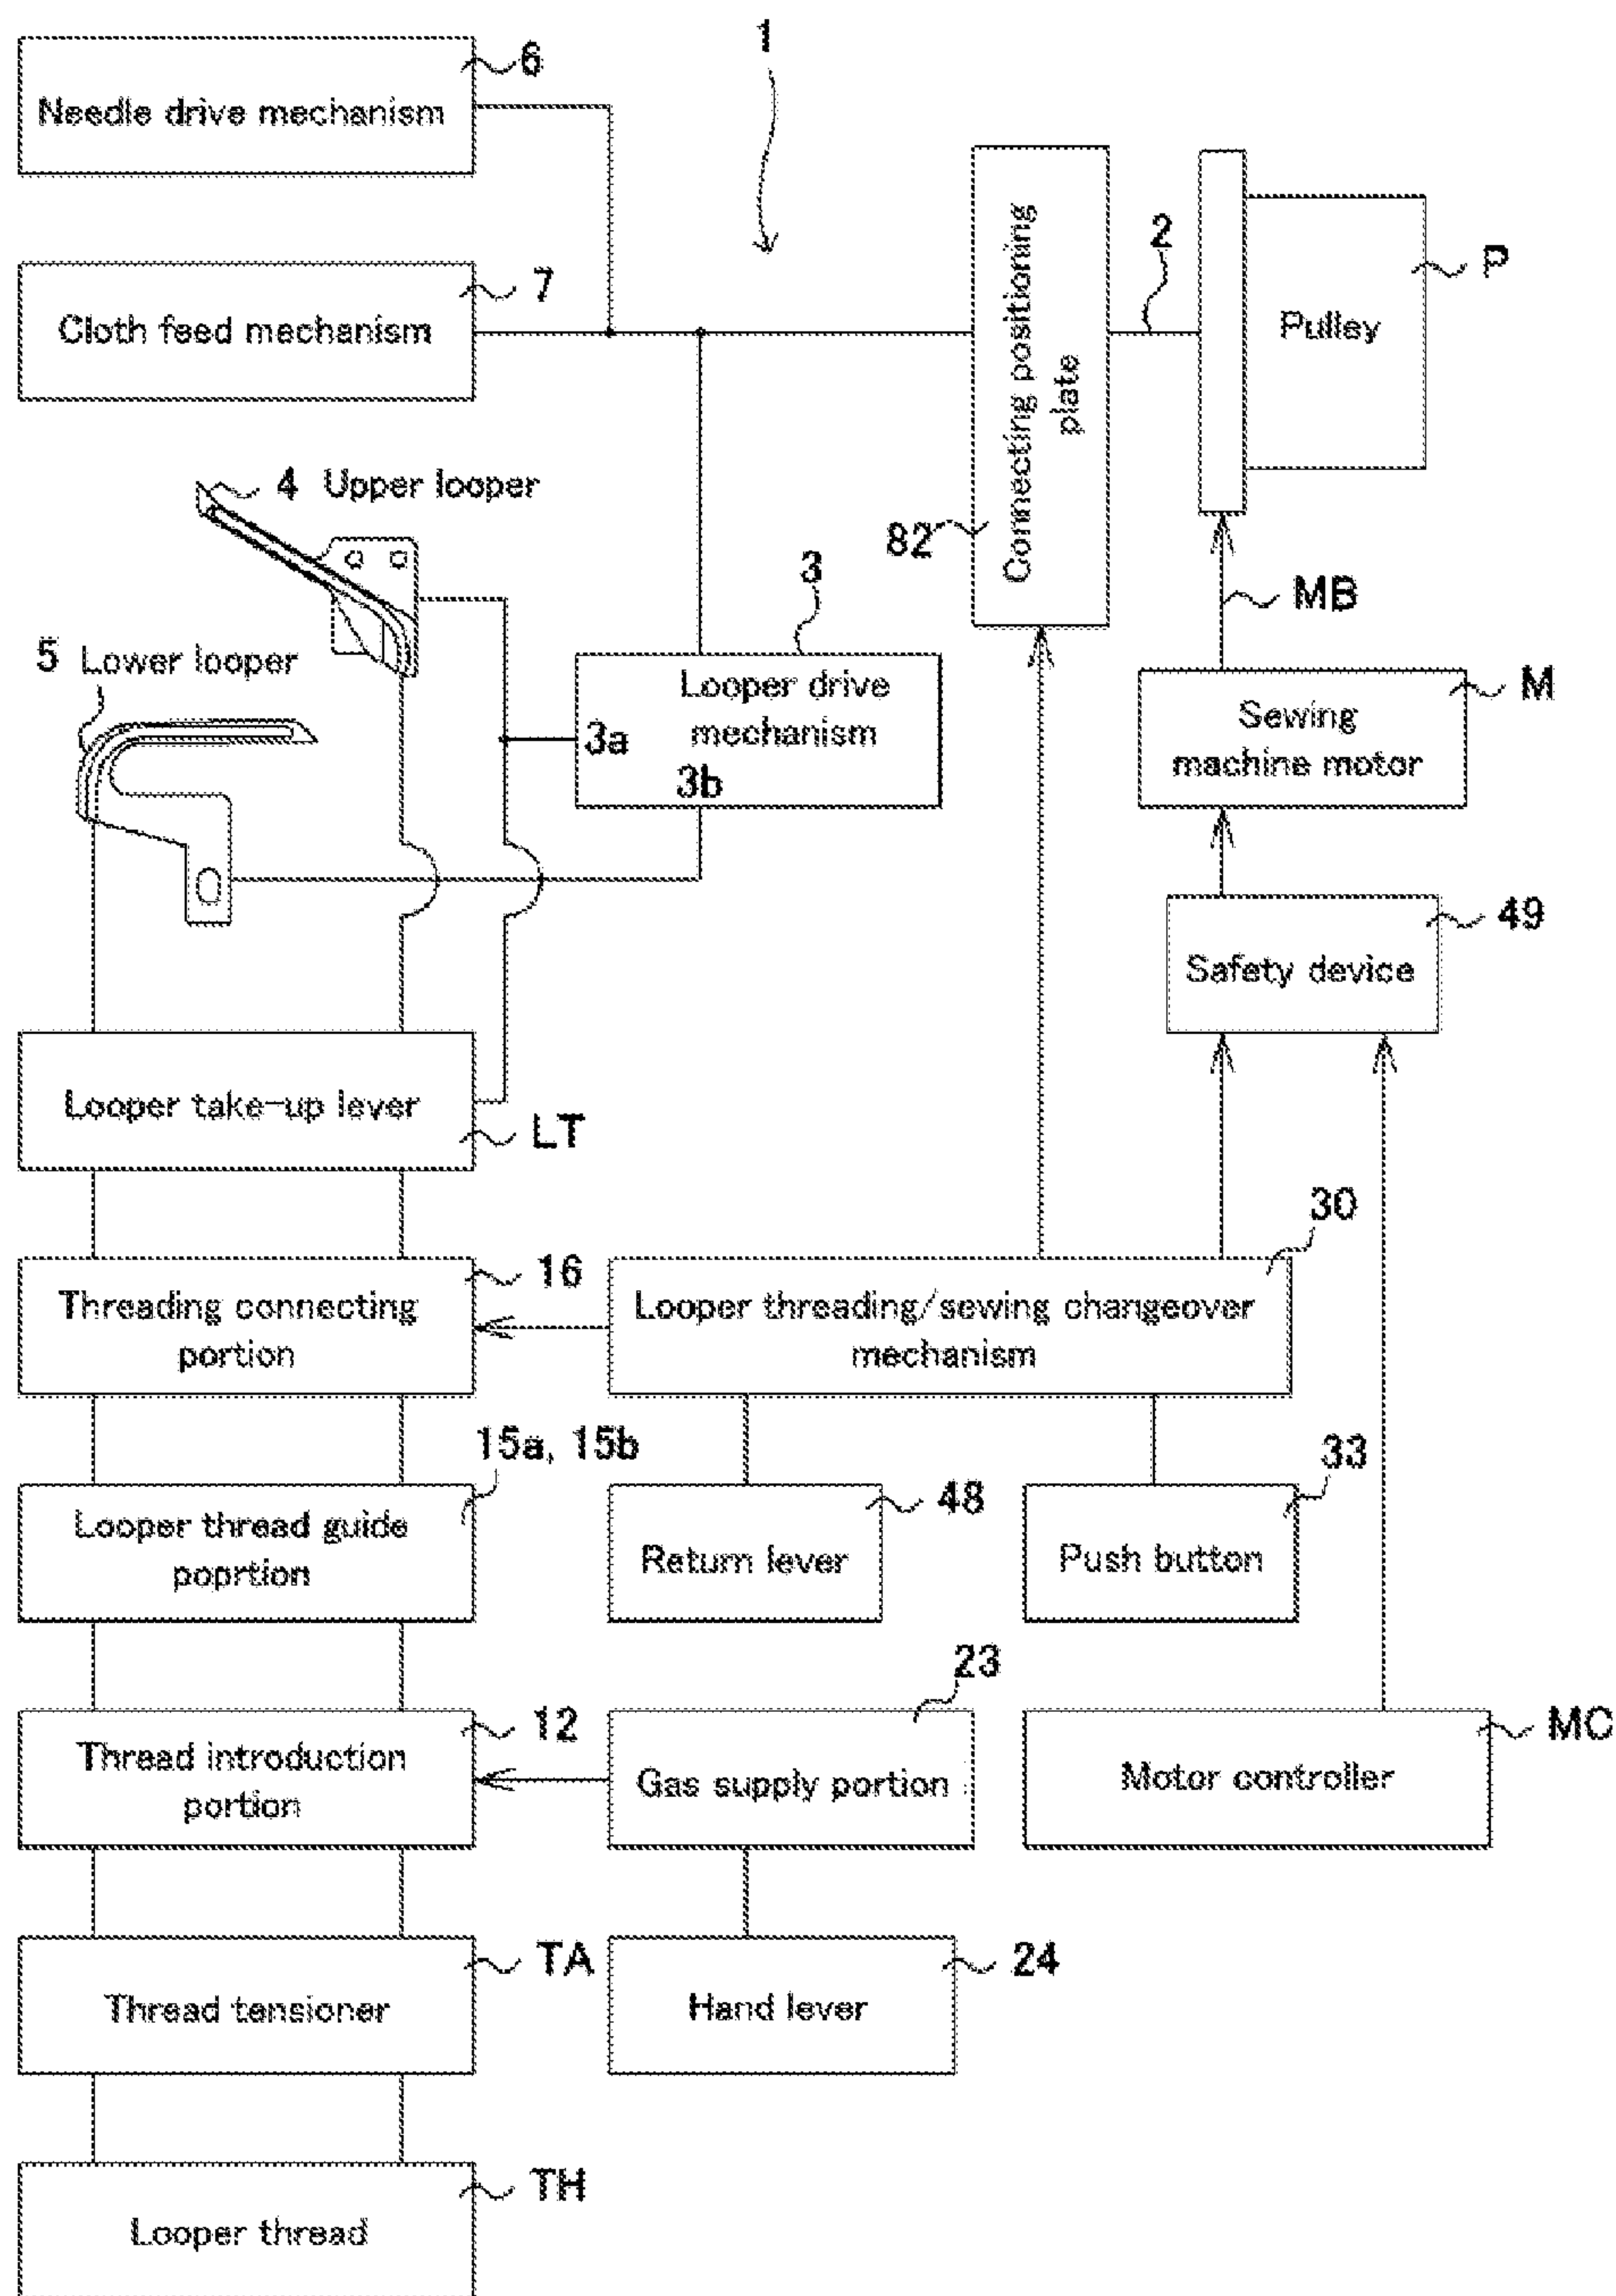 1
6
Needle drive mechanism
2
P
7
Cloth feed mechanism
Connecting positioning
plate
Pulley
4 Upper looper
82
3
MB
5 Lower looper
M
Looper drive
mechanism
3a
3b
Sewing
machine motor
49
Safety device
Looper take-up lever
LT
30
16
Threading connecting
portion
Looper threading/sewing changeover
mechanism
15a, 15b
33
48
Looper thread guide
poprtion
Return lever
Push button
23
12
MC
Thread introduction
portion
Gas supply portion
Motor controller
TA
24
Thread tensioner
Hand lever
TH
Looper thread